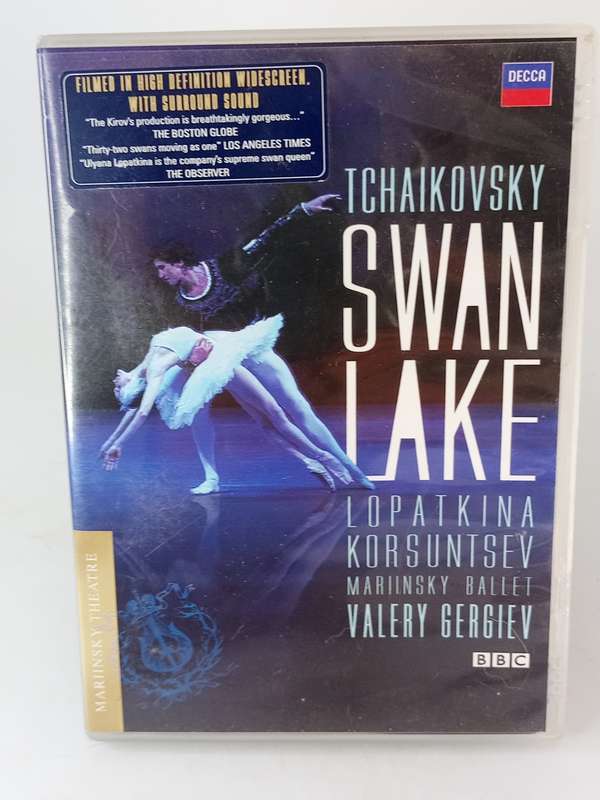 FILMED IN HIGH DEFINITION WIDESCREEN,
WITH SURROUND SOUND
"The Kirov's production is breathtakingly gorgeous..."
THE BOSTON GLOBE
"Thirty-two swans moving as one" LOS ANGELES TIMES
"Ulyana Lopatkina is the company's supreme swan queen"
THE OBSERVER
DECCA
TCHAIKOVSKY
SWAN
LAKE
LOPATKINA
KORSUNTSEV
MARIINSKY BALLET
VALERY GERGIEV
BBC
MARIINSKY THEATRE